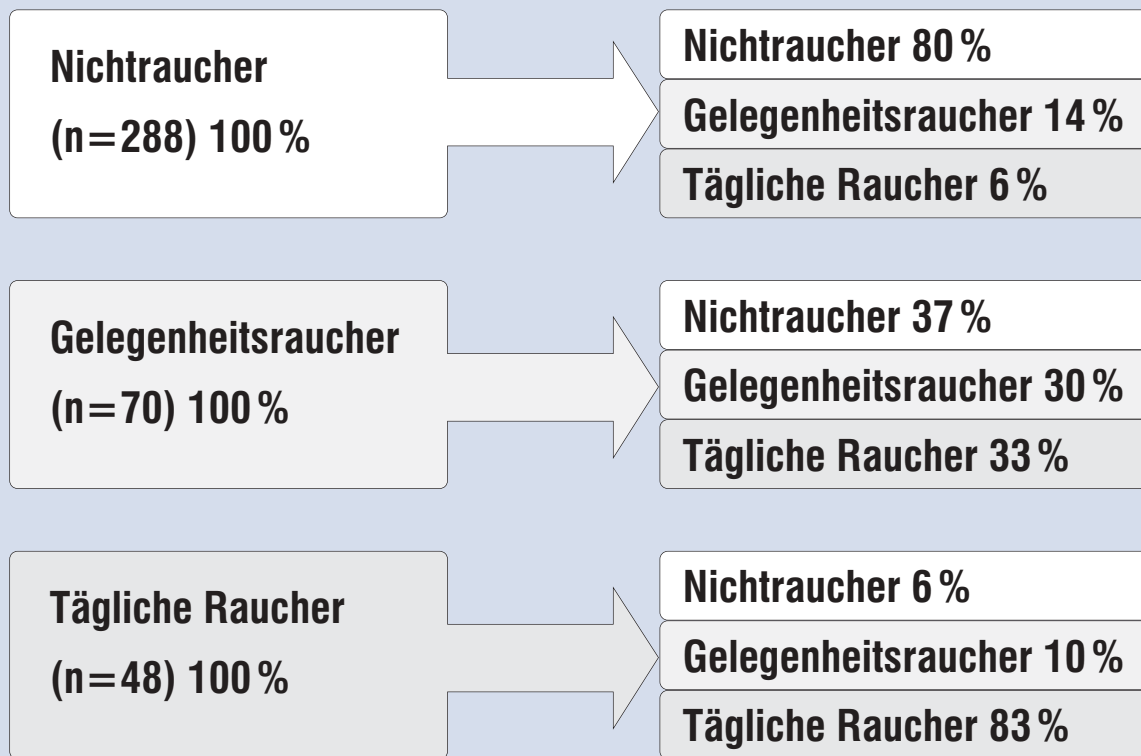 Nichtraucher
(n=288) 100 %
Nichtraucher 80 %
Gelegenheitsraucher 14 %
Tägliche Raucher 6 %
Gelegenheitsraucher
(n=70) 100 %
Nichtraucher 37 %
Gelegenheitsraucher 30 %
Tägliche Raucher 33 %
Tägliche Raucher
(n=48) 100 %
Nichtraucher 6 %
Gelegenheitsraucher 10 %
Tägliche Raucher 83 %